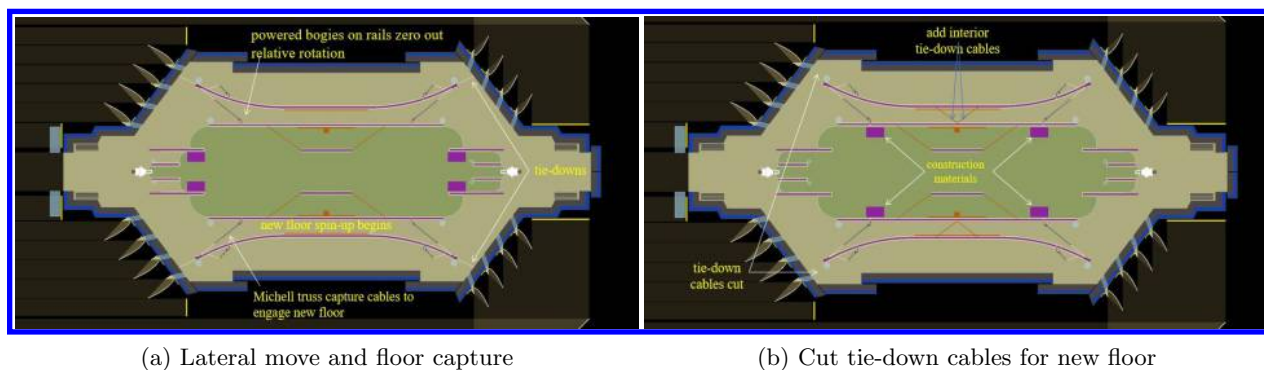 powered bogies on rails zero out
relative rotation
tie-downs
new floor spin-up begins
Michell truss capture cables to
engage new floor
add interior
tie-down cables
construction
materials
tie-down
cables cut
(a) Lateral move and floor capture
(b) Cut tie-down cables for new floor